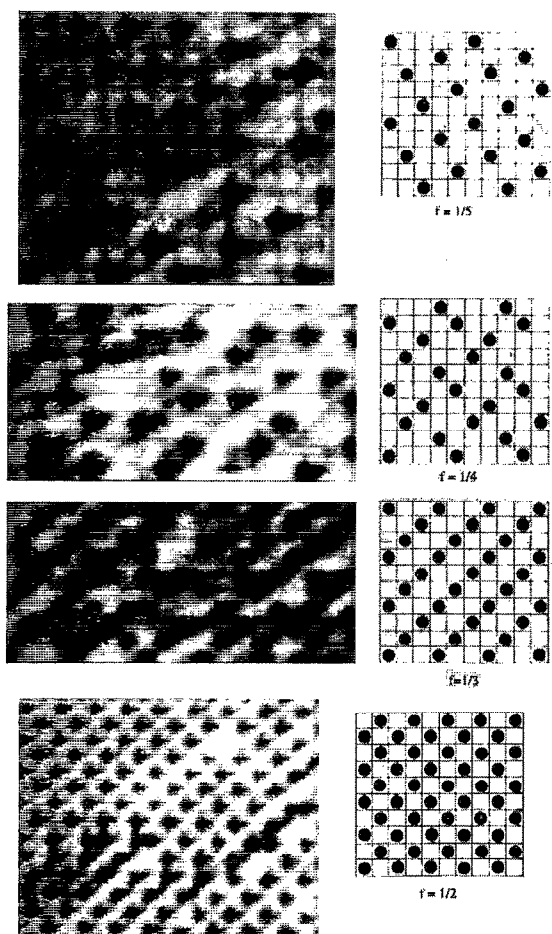 f = 1/5
f = 1/4
f=1/3
f = 1/2